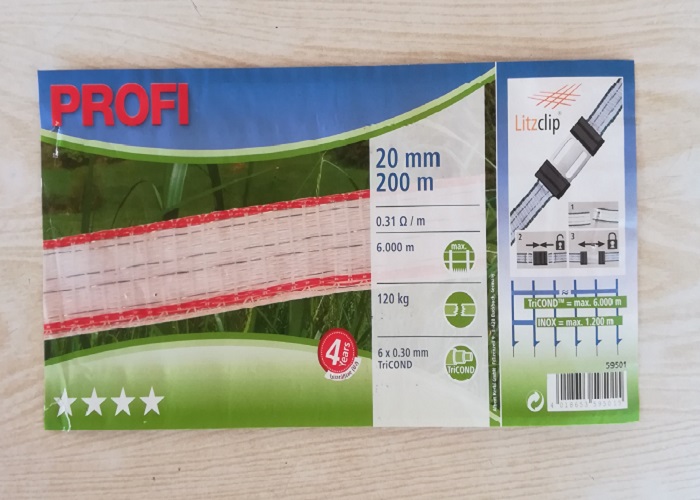 PROFI
20 mm
200 m
0.31 Ω / m
6.000 m
max.
120 kg
6 x 0.30 mm
TriCOND
TriCOND
4
Years
Litzclip®
1
2
3
TriCOND™ = max. 6.000 m
INOX = max. 1.200 m
59501